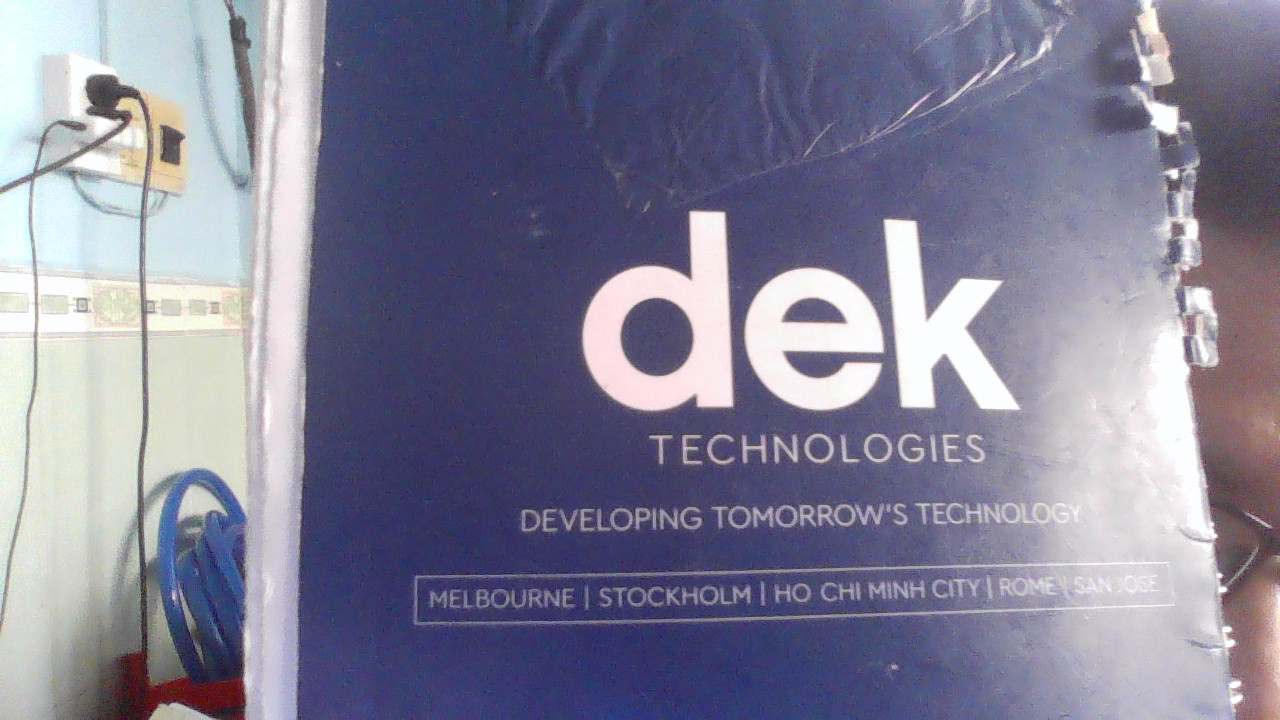 dek
TECHNOLOGIES
DEVELOPING TOMORROW'S TECHNOLOGY
MELBOURNE | STOCKHOLM | HO CHI MINH CITY | ROME | SAN JOSE